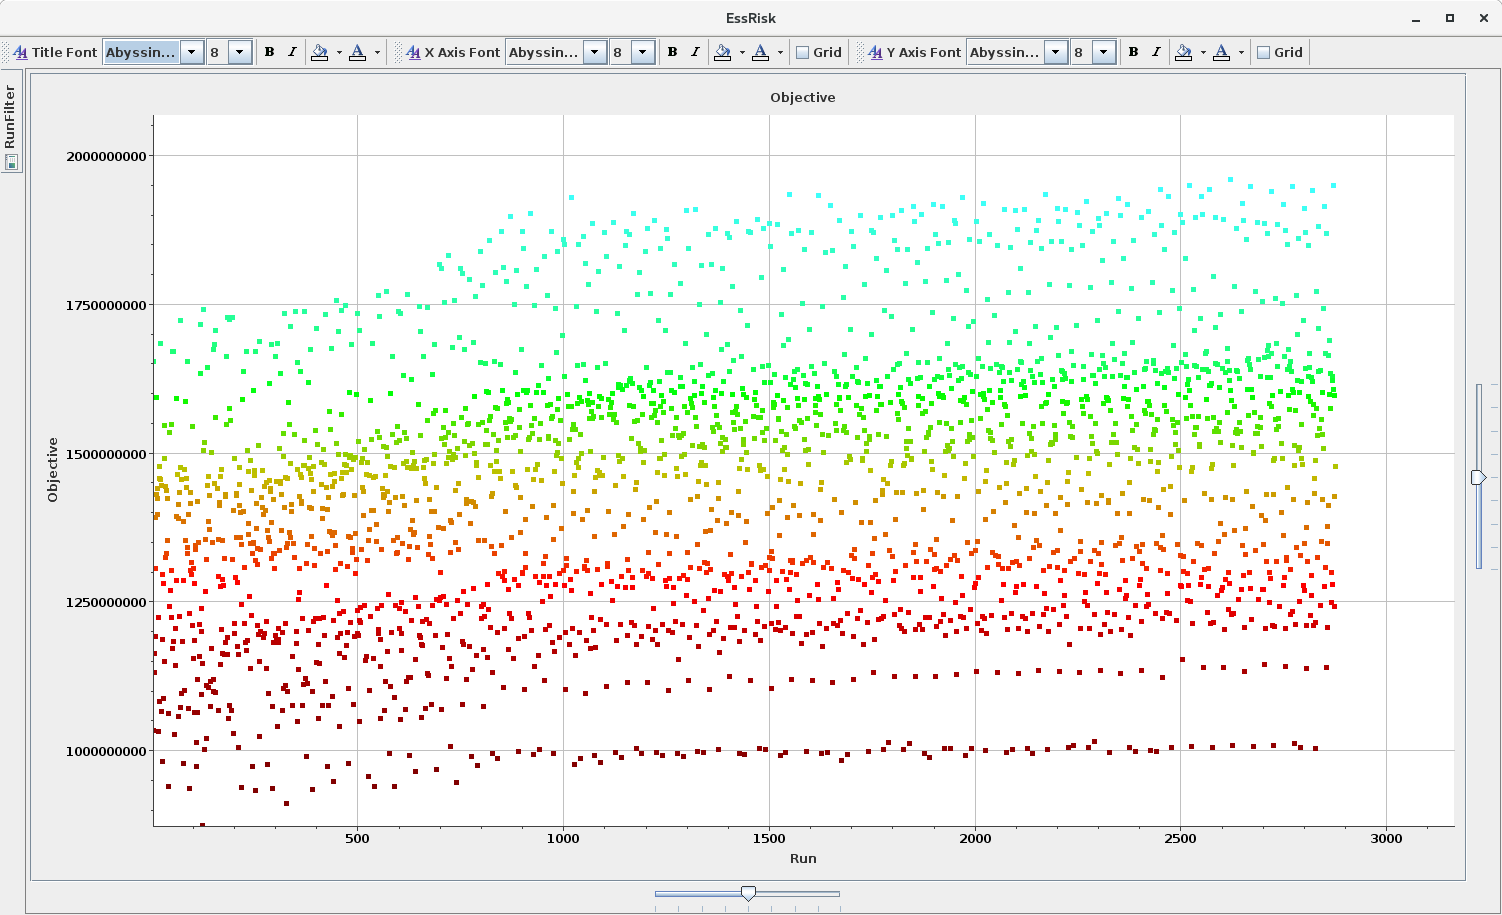 EssRisk
Title Font Abyssin... 8 B I A X Axis Font Abyssin... 8 B I A Grid Y Axis Font Abyssin... 8 B I A Grid
RunFilter
Objective
2000000000
1750000000
1500000000
1250000000
1000000000
Objective
500 1000 1500 2000 2500 3000
Run